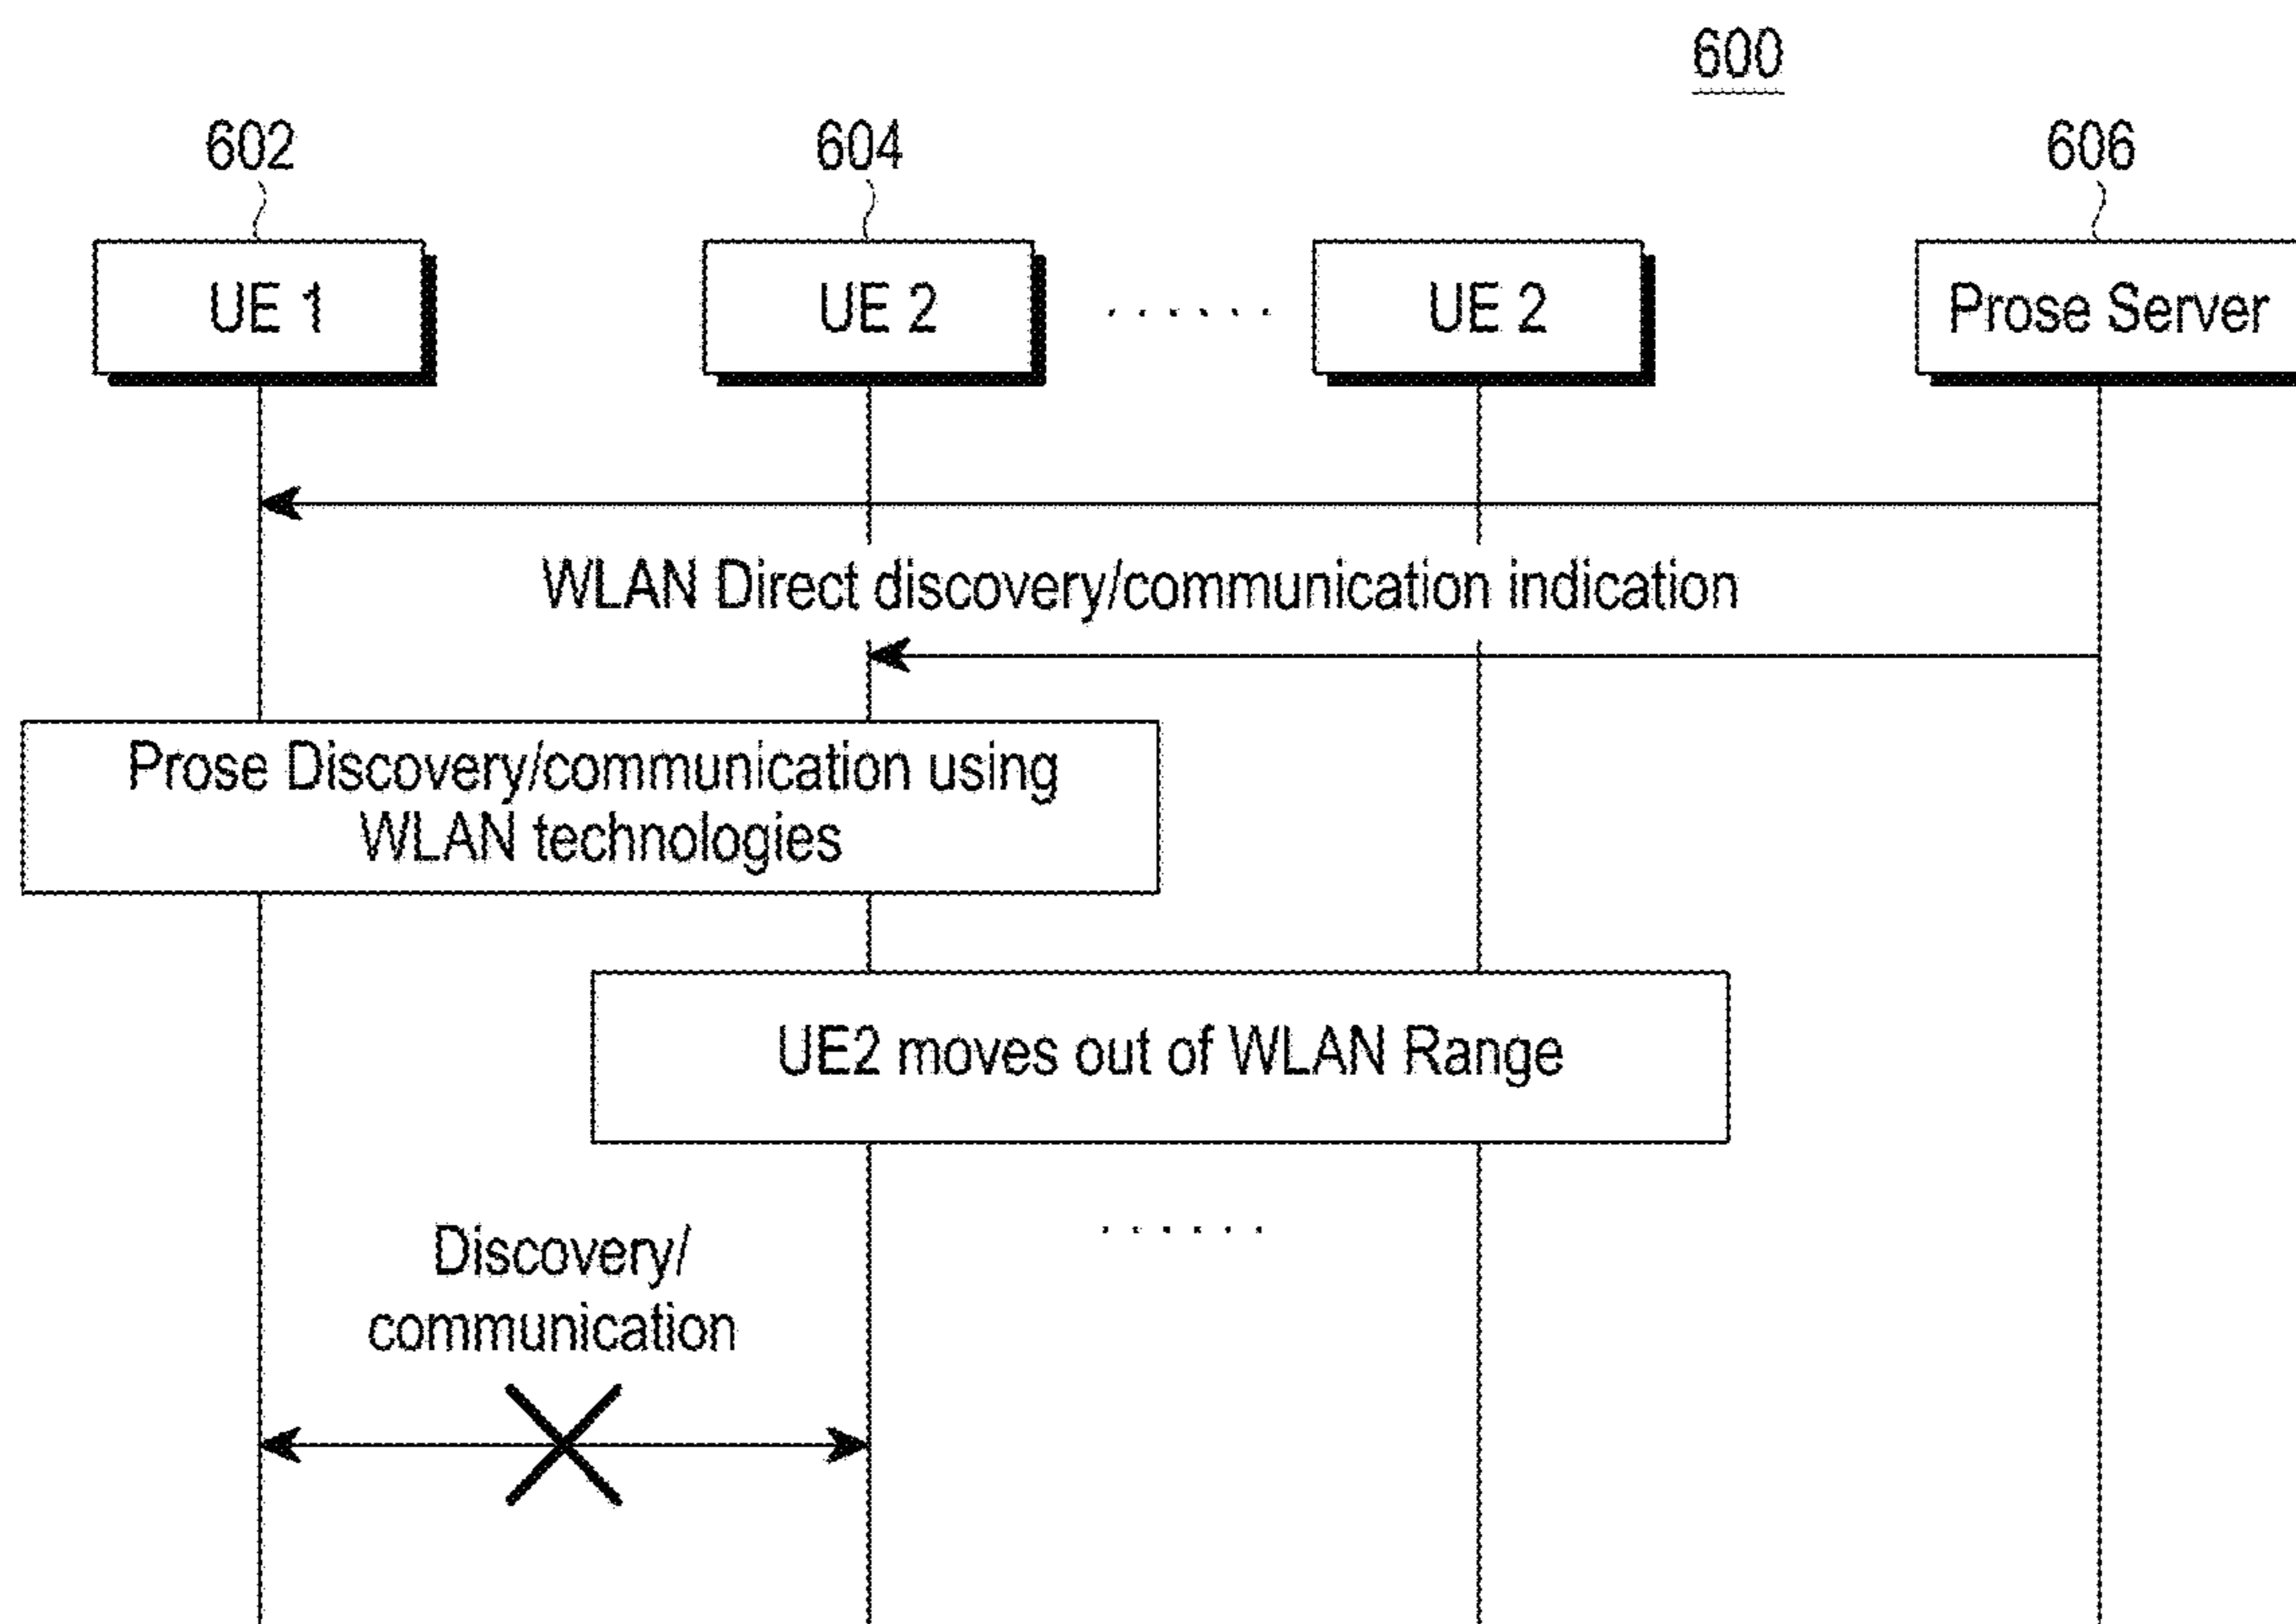 600
602
604
606
UE 1
UE 2
......
UE 2
Prose Server
WLAN Direct discovery/communication indication
Prose Discovery/communication using
WLAN technologies
UE2 moves out of WLAN Range
......
Discovery/
communication